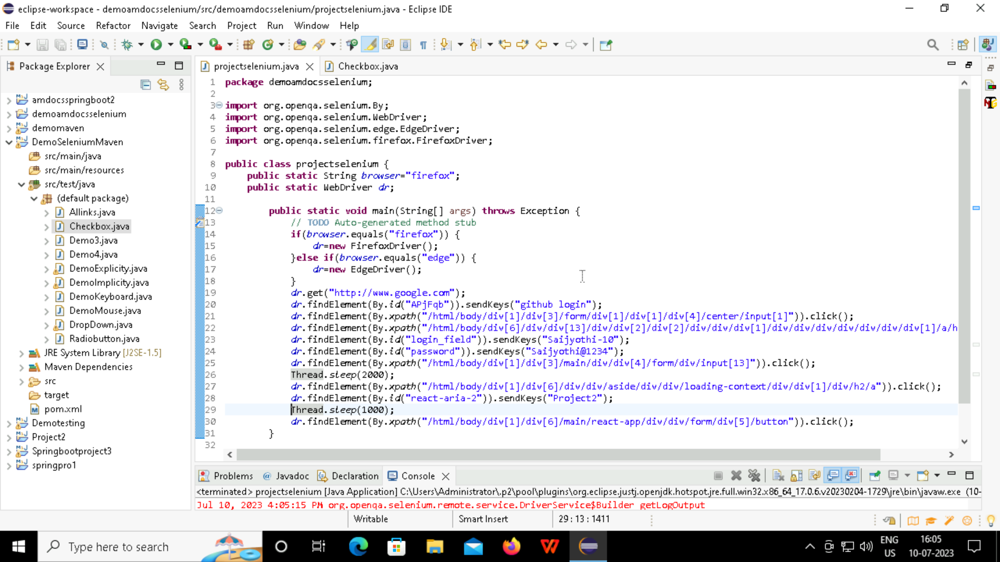 eclipse-workspace - demoamdocsselenium/src/demoamdocsselenium/projectselenium.java - Eclipse IDE
File Edit Source Refactor Navigate Search Project Run Window Help
Package Explorer
amdocsspringboot2
demoamdocsselenium
demomaven
DemoSeleniumMaven
src/main/java
src/main/resources
src/test/java
(default package)
Allinks.java
Checkbox.java
Demo3.java
Demo4.java
DemoExplicity.java
DemoImplicity.java
DemoKeyboard.java
DemoMouse.java
DropDown.java
Radiobutton.java
JRE System Library [J2SE-1.5]
Maven Dependencies
src
target
pom.xml
Demotesting
Project2
Springbootproject3
springpro1
projectselenium.java Checkbox.java
1 package demoamdocsselenium;
2
3 import org.openqa.selenium.By;
4 import org.openqa.selenium.WebDriver;
5 import org.openqa.selenium.edge.EdgeDriver;
6 import org.openqa.selenium.firefox.FirefoxDriver;
7
8 public class projectselenium {
9 public static String browser="firefox";
10 public static WebDriver dr;
11
12 public static void main(String[] args) throws Exception {
13 // TODO Auto-generated method stub
14 if(browser.equals("firefox")) {
15 dr=new FirefoxDriver();
16 }else if(browser.equals("edge")) {
17 dr=new EdgeDriver();
18 }
19 dr.get("http://www.google.com");
20 dr.findElement(By.id("APjFqb")).sendKeys("github login");
21 dr.findElement(By.xpath("/html/body/div[1]/div[3]/form/div[1]/div[1]/div[4]/center/input[1]")).click();
22 dr.findElement(By.xpath("/html/body/div[6]/div/div[13]/div/div[2]/div[2]/div/div/div[1]/div/div/div/div/div/div/div[1]/a/h
23 dr.findElement(By.id("login_field")).sendKeys("Saijyothi-10");
24 dr.findElement(By.id("password")).sendKeys("Saijyothi@1234");
25 dr.findElement(By.xpath("/html/body/div[1]/div[3]/main/div/div[4]/form/div/input[13]")).click();
26 Thread.sleep(2000);
27 dr.findElement(By.xpath("/html/body/div[1]/div[6]/div/div/aside/div/div/loading-context/div/div[1]/div/h2/a")).click();
28 dr.findElement(By.id("react-aria-2")).sendKeys("Project2");
29 Thread.sleep(1000);
30 dr.findElement(By.xpath("/html/body/div[1]/div[6]/main/react-app/div/div/form/div[5]/button")).click();
31 }
32
Problems Javadoc Declaration Console
<terminated> projectselenium [Java Application] C:\Users\Administrator\.p2\pool\plugins\org.eclipse.justj.openjdk.hotspot.jre.full.win32.x86_64_17.0.6.v20230204-1729\jre\bin\javaw.exe (10-
Jul 10, 2023 4:05:15 PM org.openqa.selenium.remote.service.DriverService$Builder getLogOutput
Writable Smart Insert 29 : 13 : 1411
Type here to search
ENG US
16:05
10-07-2023